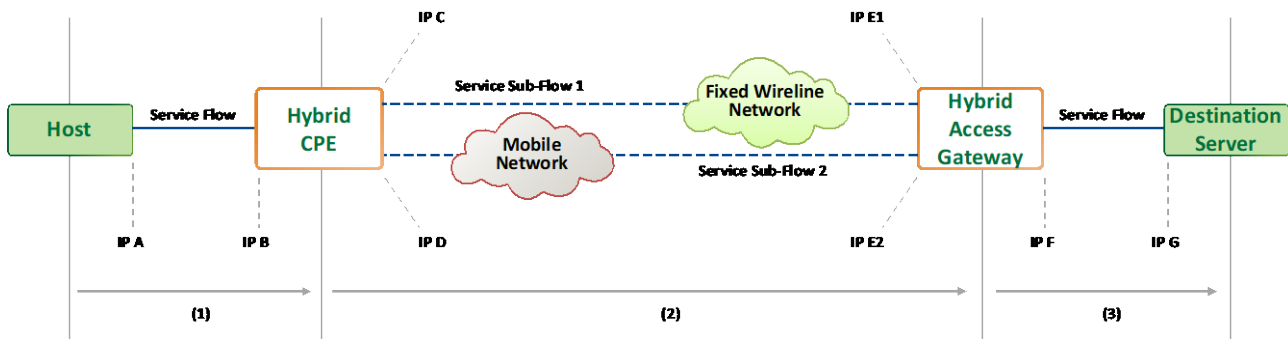 IP C
IP E1
Service Sub-Flow 1
Fixed Wireline
Network
Host
Service Flow
Hybrid
CPE
Mobile
Network
Hybrid
Access
Gateway
Service Flow
Destination
Server
Service Sub-Flow 2
IP A
IP B
IP D
IP E2
IP F
IP G
(1)
(2)
(3)